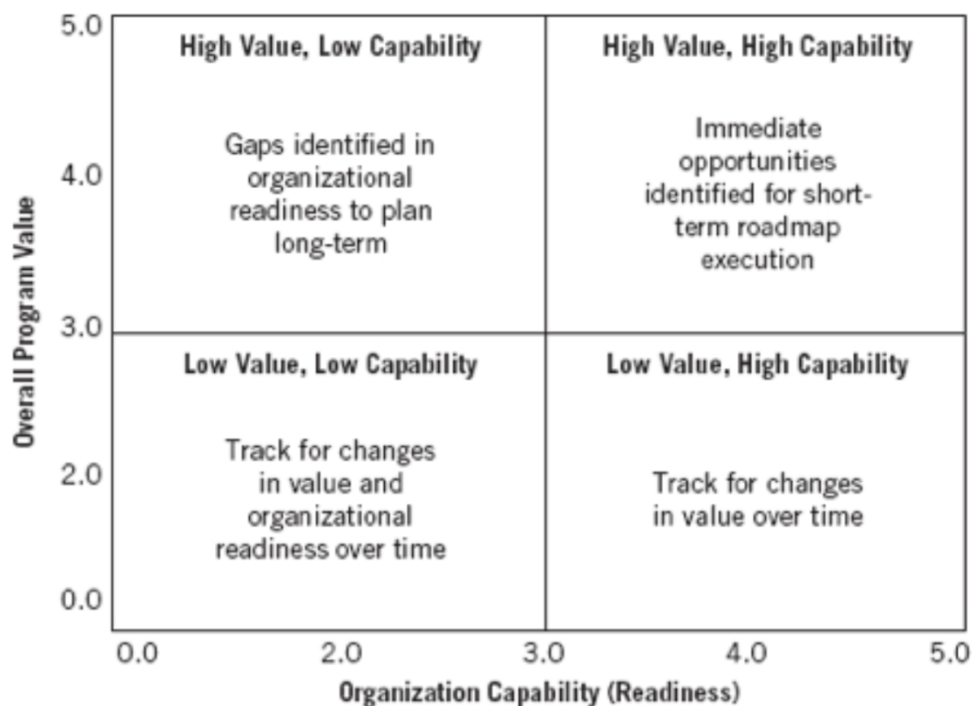 5.0
High Value, Low Capability
High Value, High Capability
Gaps identified in
organizational
readiness to plan
long-term
Immediate
opportunities
identified for short-
term roadmap
execution
4.0
Overall Program Value
3.0
Low Value, Low Capability
Low Value, High Capability
Track for changes
in value and
organizational
readiness over time
Track for changes
in value over time
2.0
0.0
0.0
2.0
3.0
4.0
5.0
Organization Capability (Readiness)